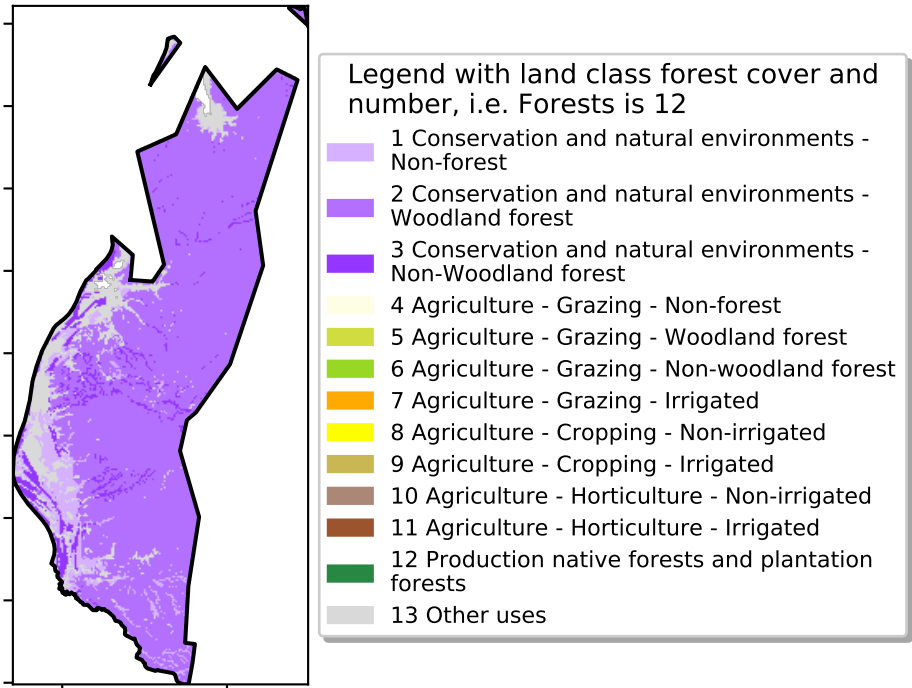 Legend with land class forest cover and
number, i.e. Forests is 12
1 Conservation and natural environments -
Non-forest
2 Conservation and natural environments -
Woodland forest
3 Conservation and natural environments -
Non-Woodland forest
4 Agriculture - Grazing - Non-forest
5 Agriculture - Grazing - Woodland forest
6 Agriculture - Grazing - Non-woodland forest
7 Agriculture - Grazing - Irrigated
8 Agriculture - Cropping - Non-irrigated
9 Agriculture - Cropping - Irrigated
10 Agriculture - Horticulture - Non-irrigated
11 Agriculture - Horticulture - Irrigated
12 Production native forests and plantation
forests
13 Other uses